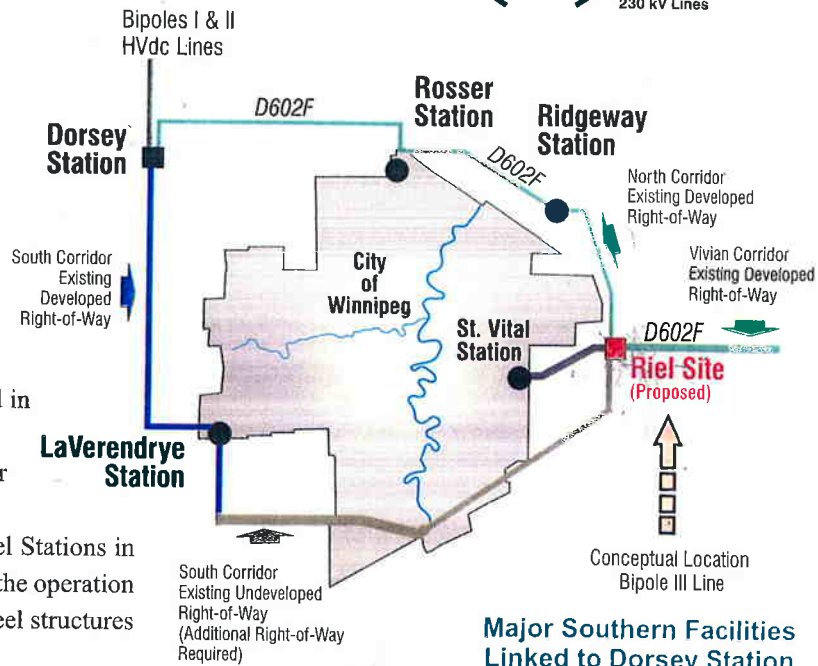 230 kV Lines
Bipoles I & II
HVdc Lines
D602F
Rosser
Station
Ridgeway
Station
Dorsey
Station
D602F
North Corridor
Existing Developed
Right-of-Way
South Corridor
Existing
Developed
Right-of-Way
City
of
Winnipeg
Vivian Corridor
Existing Developed
Right-of-Way
St. Vital
Station
D602F
Riel Site
(Proposed)
in
LaVerendrye
Station
el Stations in
the operation
eel structures
South Corridor
Existing Undeveloped
Right-of-Way
(Additional Right-of-Way
Required)
Conceptual Location
Bipole III Line
Major Southern Facilities
Linked to Dorsey Station